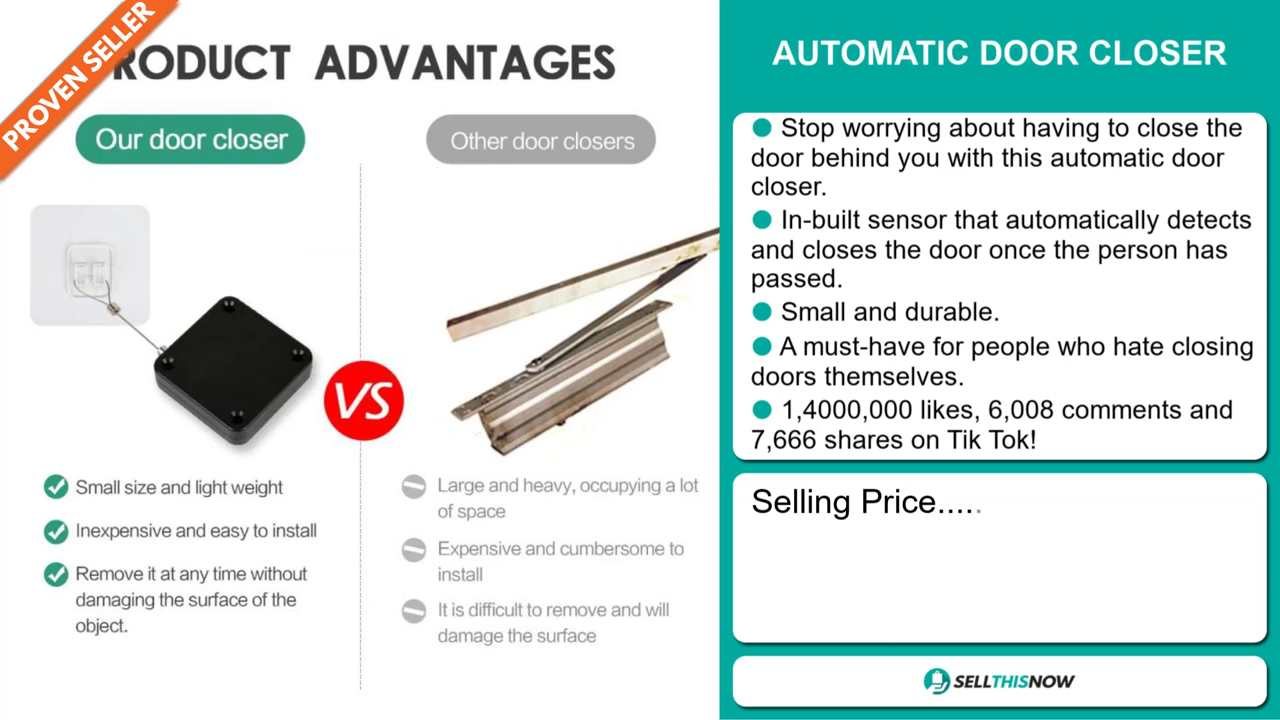 PROVEN SELLER
RODUCT ADVANTAGES
Our door closer
Other door closers
VS
Small size and light weight
Inexpensive and easy to install
Remove it at any time without
damaging the surface of the
object.
Large and heavy, occupying a lot
of space
Expensive and cumbersome to
install
It is difficult to remove and will
damage the surface
AUTOMATIC DOOR CLOSER
● Stop worrying about having to close the
door behind you with this automatic door
closer.
● In-built sensor that automatically detects
and closes the door once the person has
passed.
● Small and durable.
● A must-have for people who hate closing
doors themselves.
● 1,4000,000 likes, 6,008 comments and
7,666 shares on Tik Tok!
Selling Price.....
SELLTHISNOW